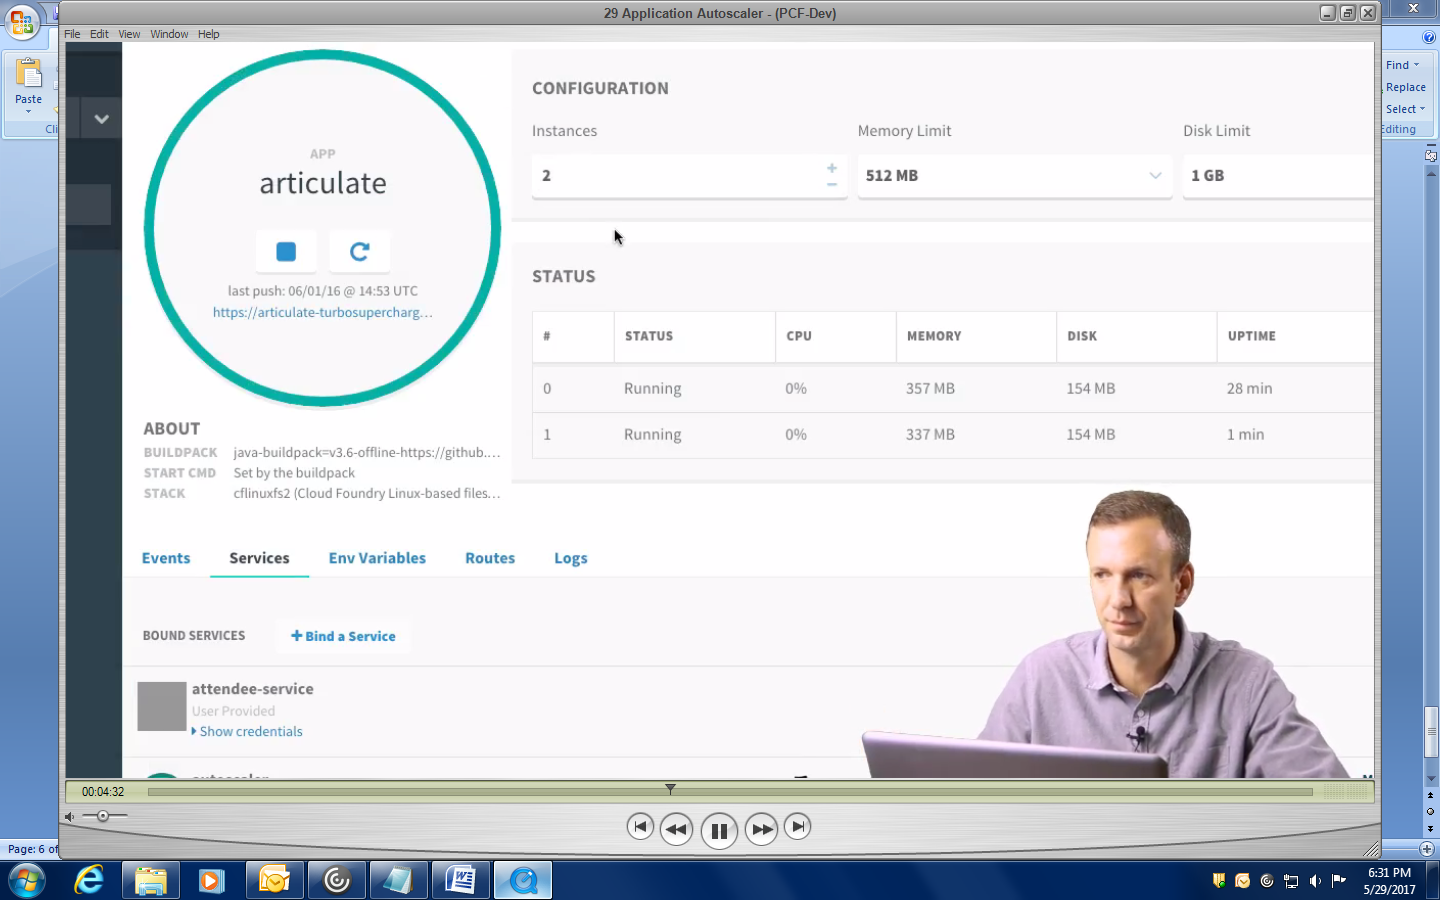 29 Application Autoscaler - (PCF-Dev)
File Edit View Window Help
Paste
Find
Replace
Select
Editing
APP
articulate
last push: 06/01/16 @ 14:53 UTC
https://articulate-turbosupercharg...
ABOUT
BUILDPACK java-buildpack=v3.6-offline-https://github....
START CMD Set by the buildpack
STACK cflinuxfs2 (Cloud Foundry Linux-based files...
CONFIGURATION
Instances Memory Limit Disk Limit
2 512 MB 1 GB
STATUS
# STATUS CPU MEMORY DISK UPTIME
0 Running 0% 357 MB 154 MB 28 min
1 Running 0% 337 MB 154 MB 1 min
Events Services Env Variables Routes Logs
BOUND SERVICES + Bind a Service
attendee-service
User Provided
Show credentials
00:04:32
Page: 6 of
6:31 PM
5/29/2017